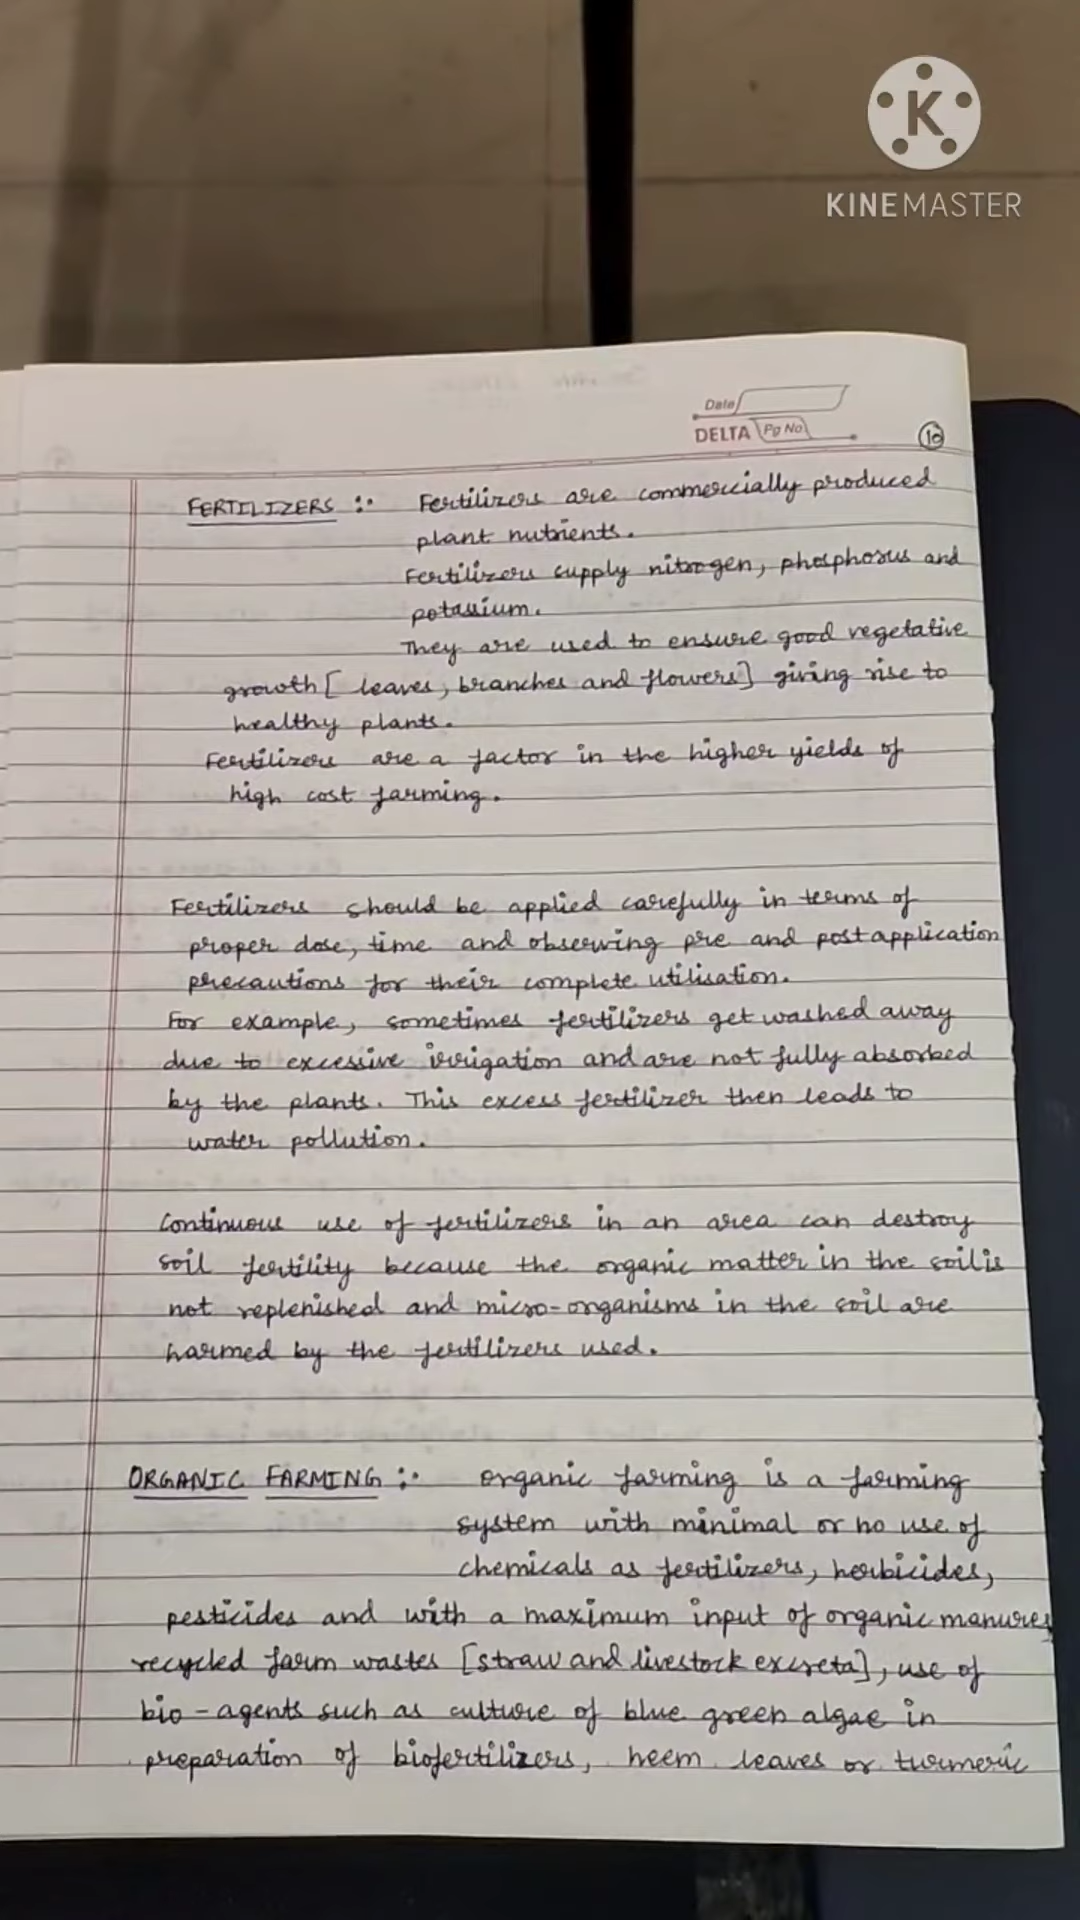 K
KINEMASTER
Date
DELTA Pg No
10
FERTILIZERS :· Fertilizers are commercially produced
plant nutrients.
Fertilizers supply nitrogen, phosphorus and
potassium.
They are used to ensure good vegetative
growth [ leaves, branches and flowers] giving rise to
healthy plants.
Fertilizers are a factor in the higher yields of
high cost farming.
Fertilizers should be applied carefully in terms of
proper dose, time and observing pre and post application
precautions for their complete utilisation.
For example, sometimes fertilizers get washed away
due to excessive irrigation and are not fully absorbed
by the plants. This excess fertilizer then leads to
water pollution.
Continuous use of fertilizers in an area can destroy
soil fertility because the organic matter in the soil is
not replenished and micro-organisms in the soil are
harmed by the fertilizers used.
ORGANIC FARMING :· Organic farming is a farming
system with minimal or no use of
chemicals as fertilizers, herbicides,
pesticides and with a maximum input of organic manures,
recycled farm wastes [straw and livestock excreta], use of
bio-agents such as culture of blue green algae in
preparation of biofertilizers, neem leaves or turmeric